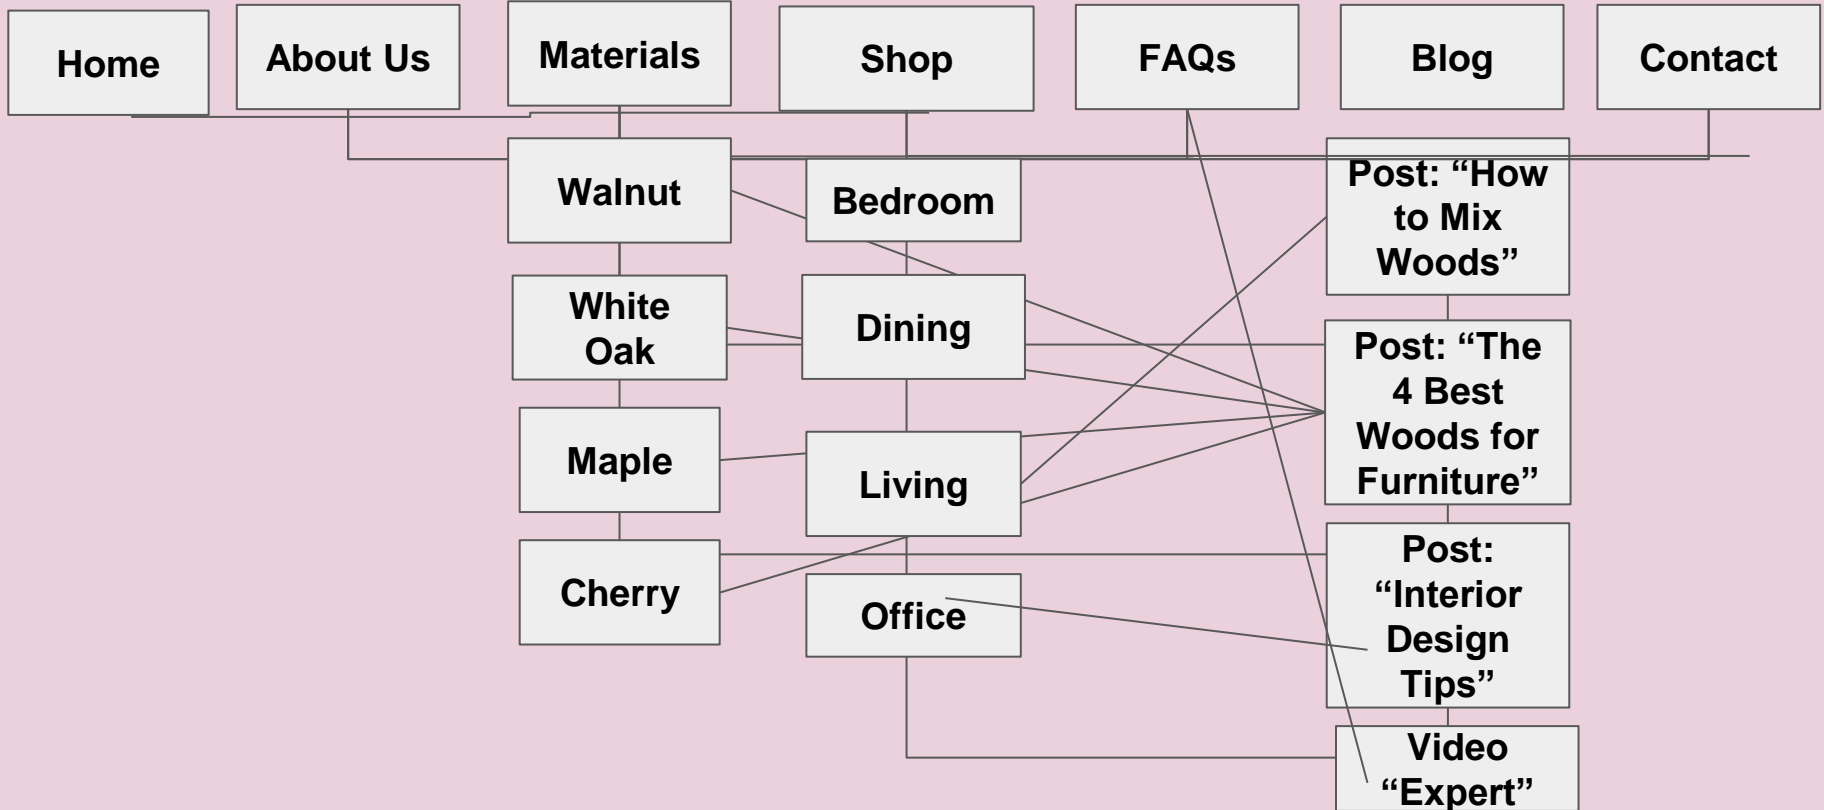 Home
About Us
Materials
Shop
FAQs
Blog
Contact
Walnut
White
Oak
Maple
Cherry
Bedroom
Dining
Living
Office
Post: “How
to Mix
Woods”
Post: “The
4 Best
Woods for
Furniture”
Post:
“Interior
Design
Tips”
Video
“Expert”